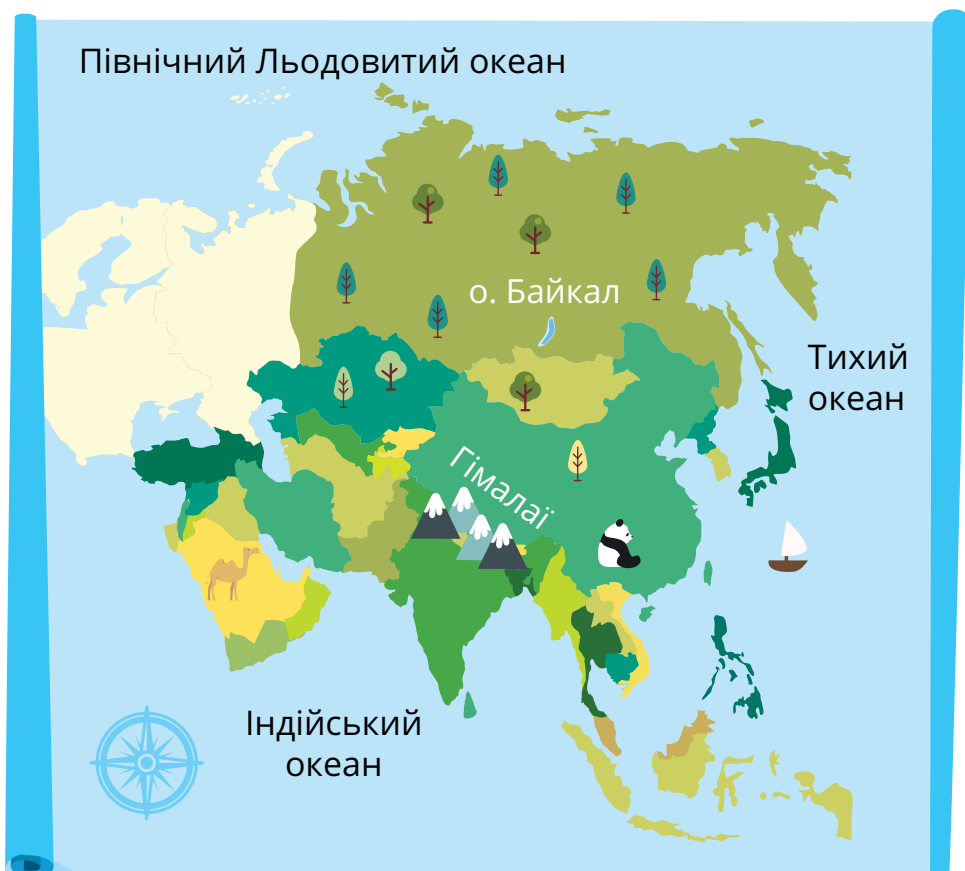 Північний Льодовитий океан
о. Байкал
Тихий
океан
Гімалаї
Індійський
океан